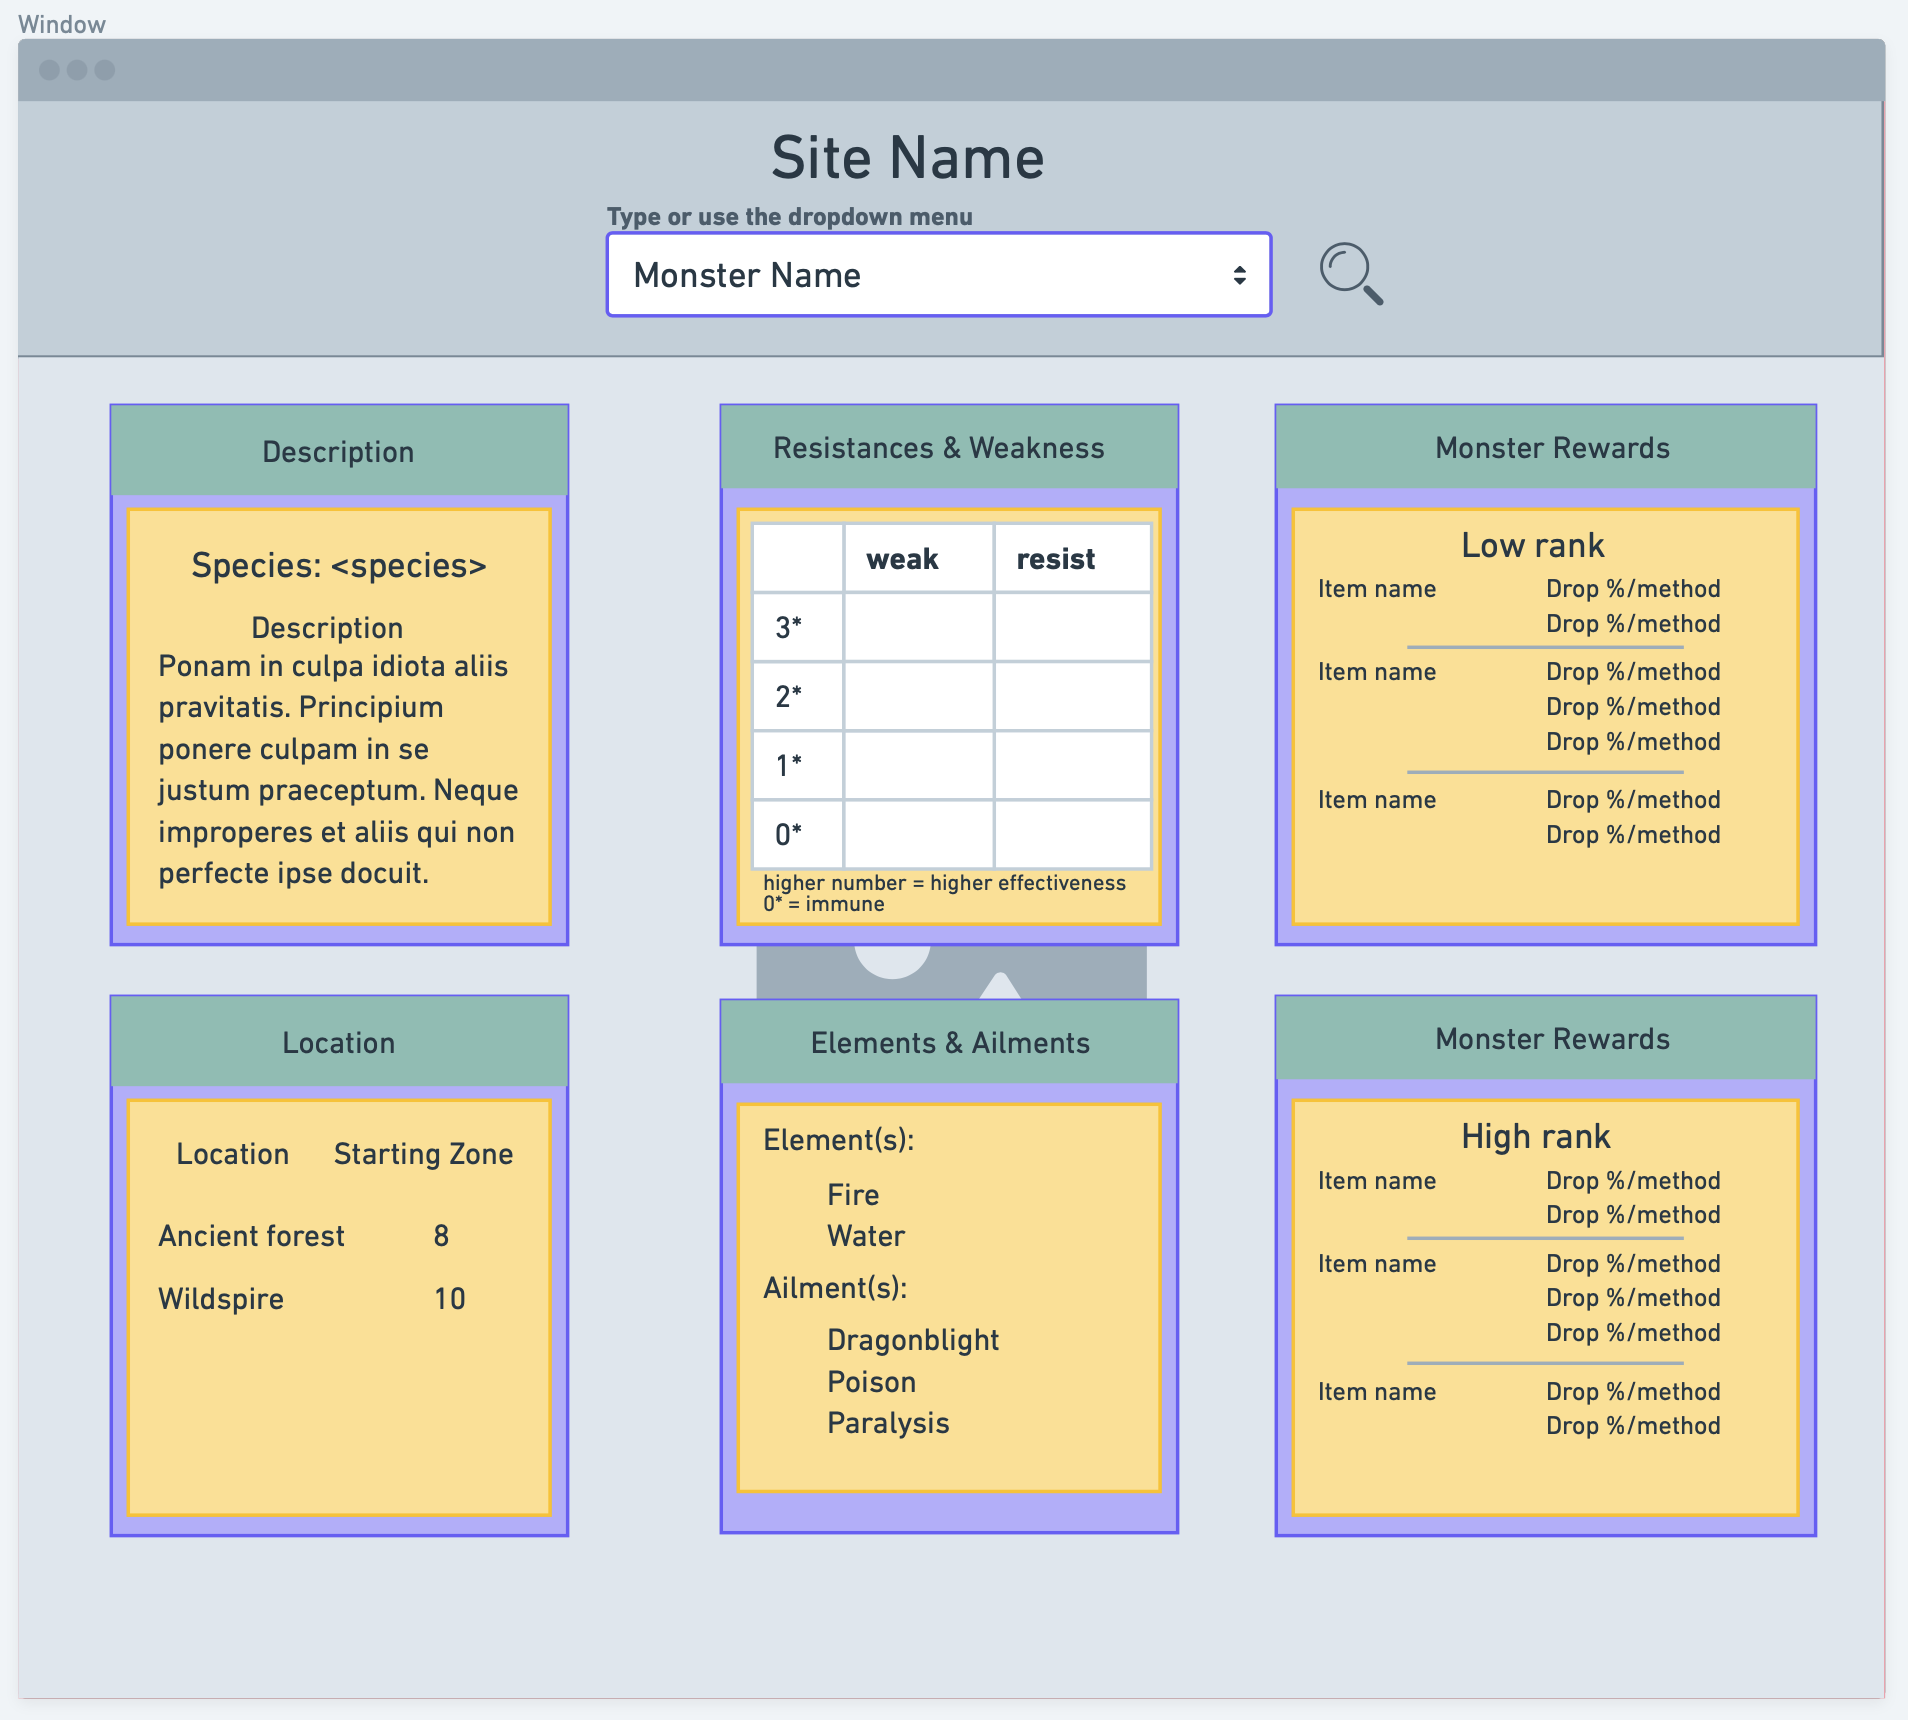 Window
Site Name
Type or use the dropdown menu
Monster Name
Description
Species: <species>
Description
Ponam in culpa idiota aliis
pravitatis. Principium
ponere culpam in se
justum praeceptum. Neque
improperes et aliis qui non
perfecte ipse docuit.
Resistances & Weakness
weak resist
3*
2*
1*
0*
higher number = higher effectiveness
0* = immune
Monster Rewards
Low rank
Item name Drop %/method
Drop %/method
Item name Drop %/method
Drop %/method
Drop %/method
Item name Drop %/method
Drop %/method
Location
Location Starting Zone
Ancient forest 8
Wildspire 10
Elements & Ailments
Element(s):
Fire
Water
Ailment(s):
Dragonblight
Poison
Paralysis
Monster Rewards
High rank
Item name Drop %/method
Drop %/method
Item name Drop %/method
Drop %/method
Drop %/method
Item name Drop %/method
Drop %/method